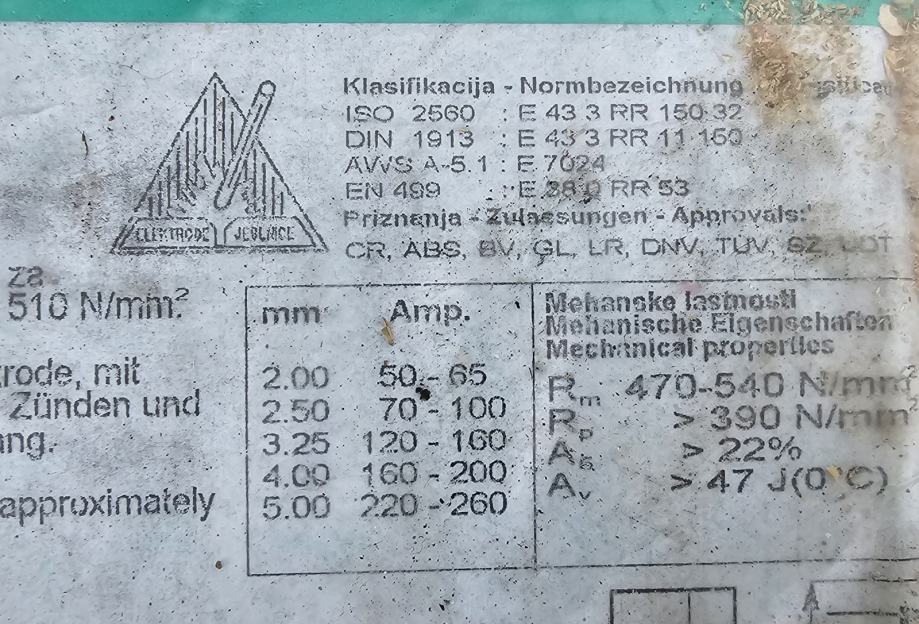 Klasifikacija - Normbezeichnung
ISO 2560 : E 43 3 RR 150 32
DIN 1913 : E 43 3 RR 11 160
AWS A-5.1 : E 7024
EN 499 : E 38 0 RR 53
Priznanja - Zulassungen - Approvals:
CR, ABS, BV, GL, LR, DNV, TÜV,
ELEKTRODE JESENICE
za
510 N/mm²
mit
Zünden und
approximately
mm Amp.
2.00 50 - 65
2.50 70 - 100
3.25 120 - 160
4.00 160 - 200
5.00 220 - 260
Mehanske lastnosti
Mehanische Eigenschaften
Mechanical properties
Rm 470-540 N/mm²
Rp > 390 N/mm²
A5 > 22%
Av > 47 J(0°C)